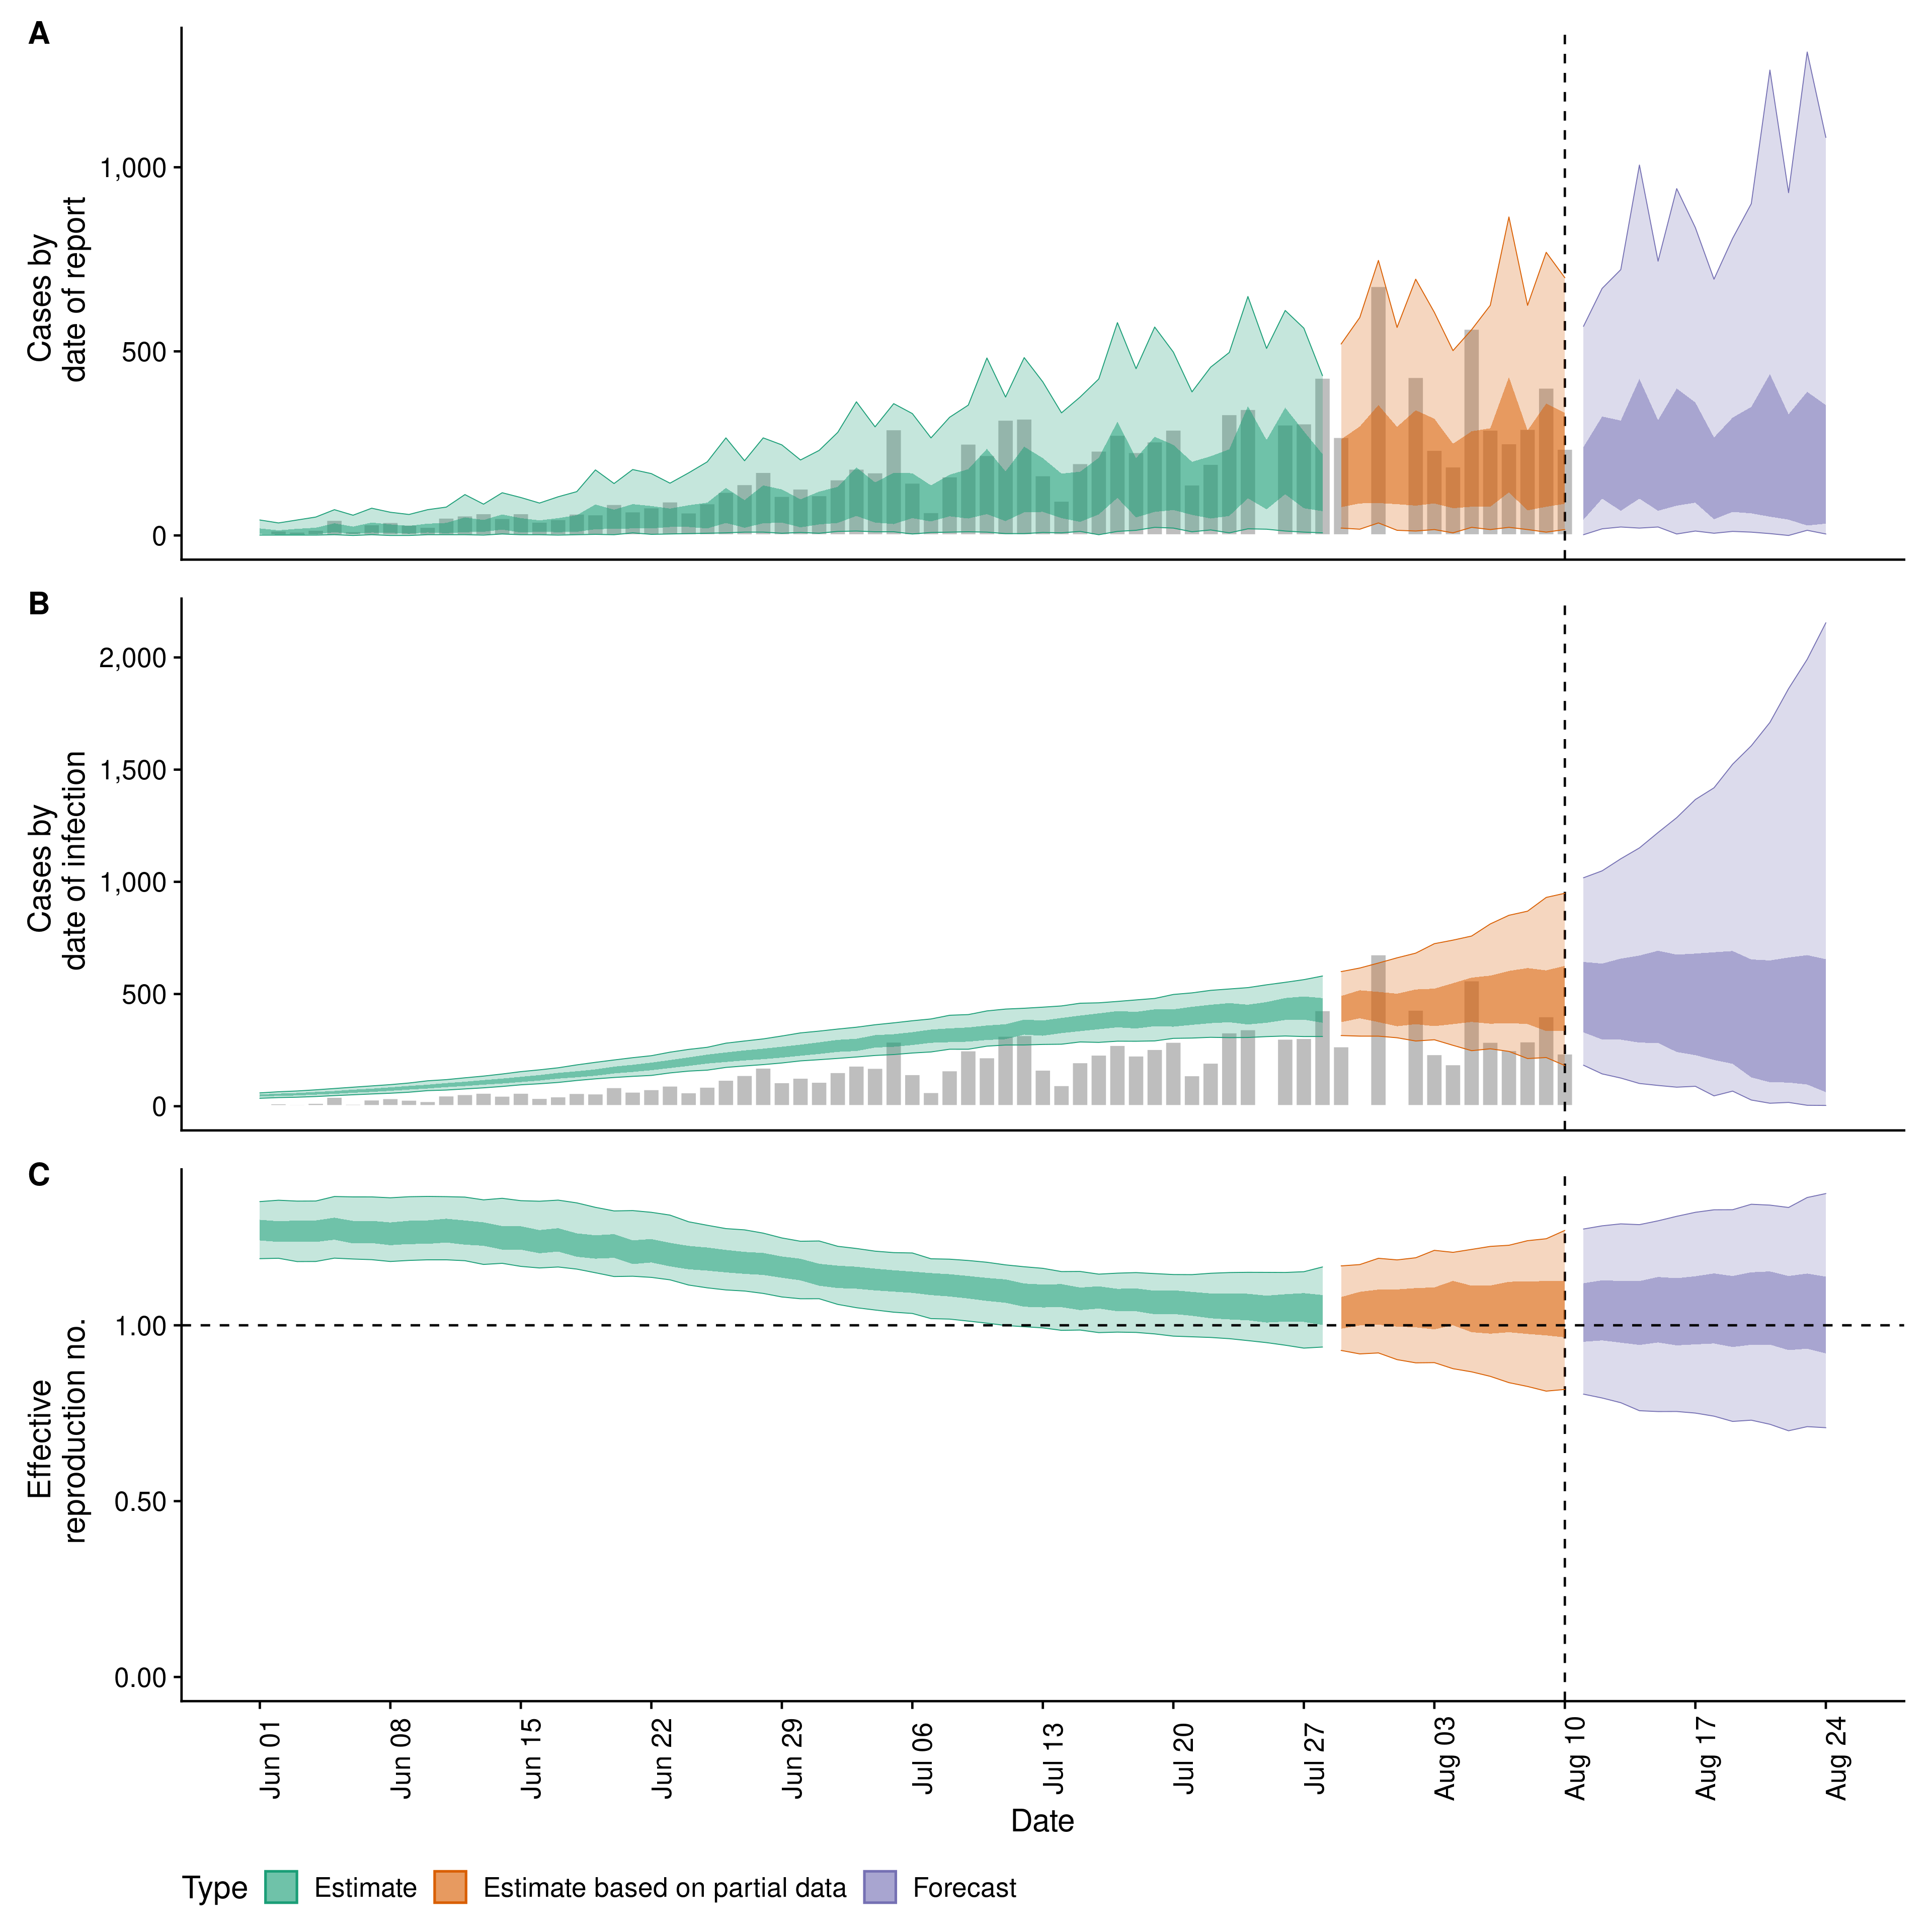 A
Cases by
date of report
1,000
500
0
B
Cases by
date of infection
2,000
1,500
1,000
500
0
C
Effective
reproduction no.
1.00
0.50
0.00
Jun 01
Jun 08
Jun 15
Jun 22
Jun 29
Jul 06
Jul 13
Jul 20
Jul 27
Aug 03
Aug 10
Aug 17
Aug 24
Date
Type Estimate Estimate based on partial data Forecast